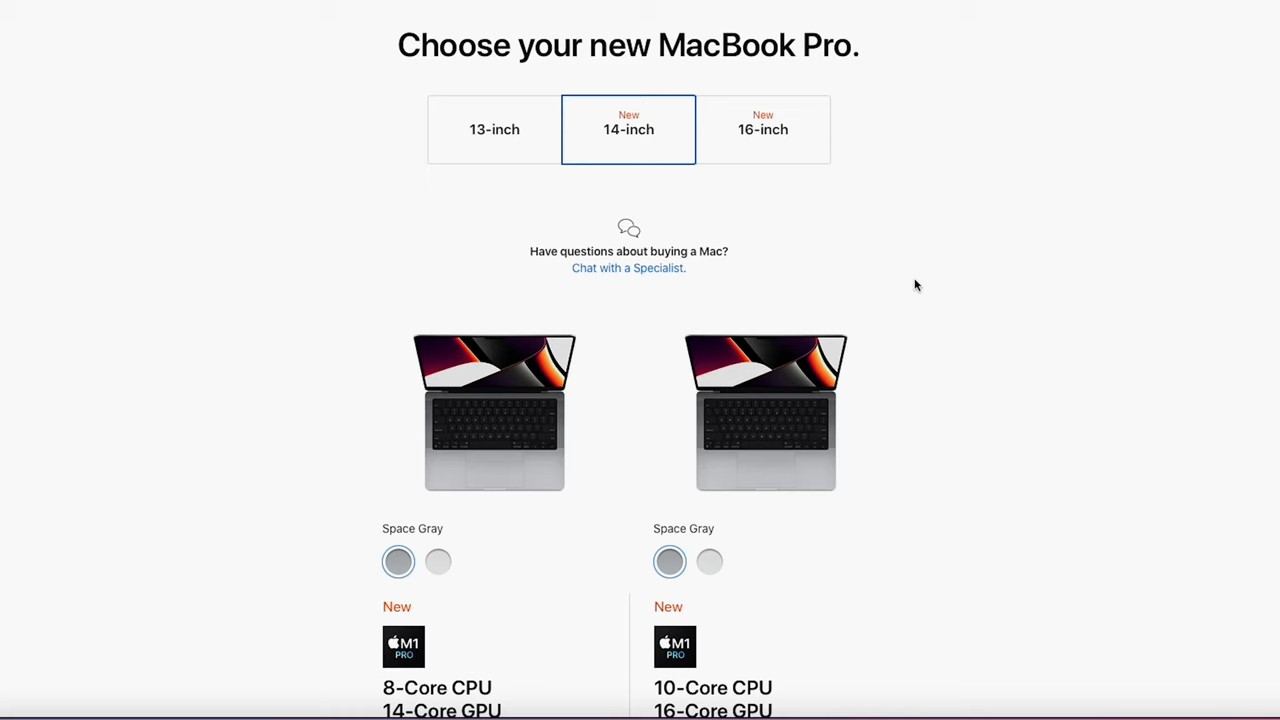 Choose your new MacBook Pro.
13-inch
New
14-inch
New
16-inch
Have questions about buying a Mac?
Chat with a Specialist.
Space Gray
Space Gray
New
M1
PRO
8-Core CPU
14-Core GPU
New
M1
PRO
10-Core CPU
16-Core GPU